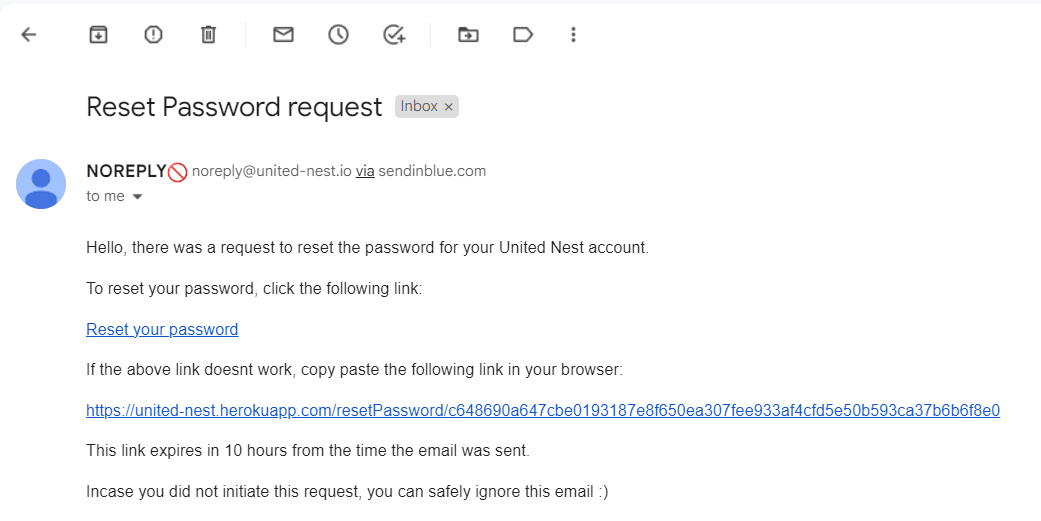 Reset Password request Inbox ×
NOREPLY🚫 noreply@united-nest.io via sendinblue.com
to me
Hello, there was a request to reset the password for your United Nest account.
To reset your password, click the following link:
Reset your password
If the above link doesnt work, copy paste the following link in your browser:
https://united-nest.herokuapp.com/resetPassword/c648690a647cbe0193187e8f650ea307fee933af4cfd5e50b593ca37b6b6f8e0
This link expires in 10 hours from the time the email was sent.
Incase you did not initiate this request, you can safely ignore this email :)